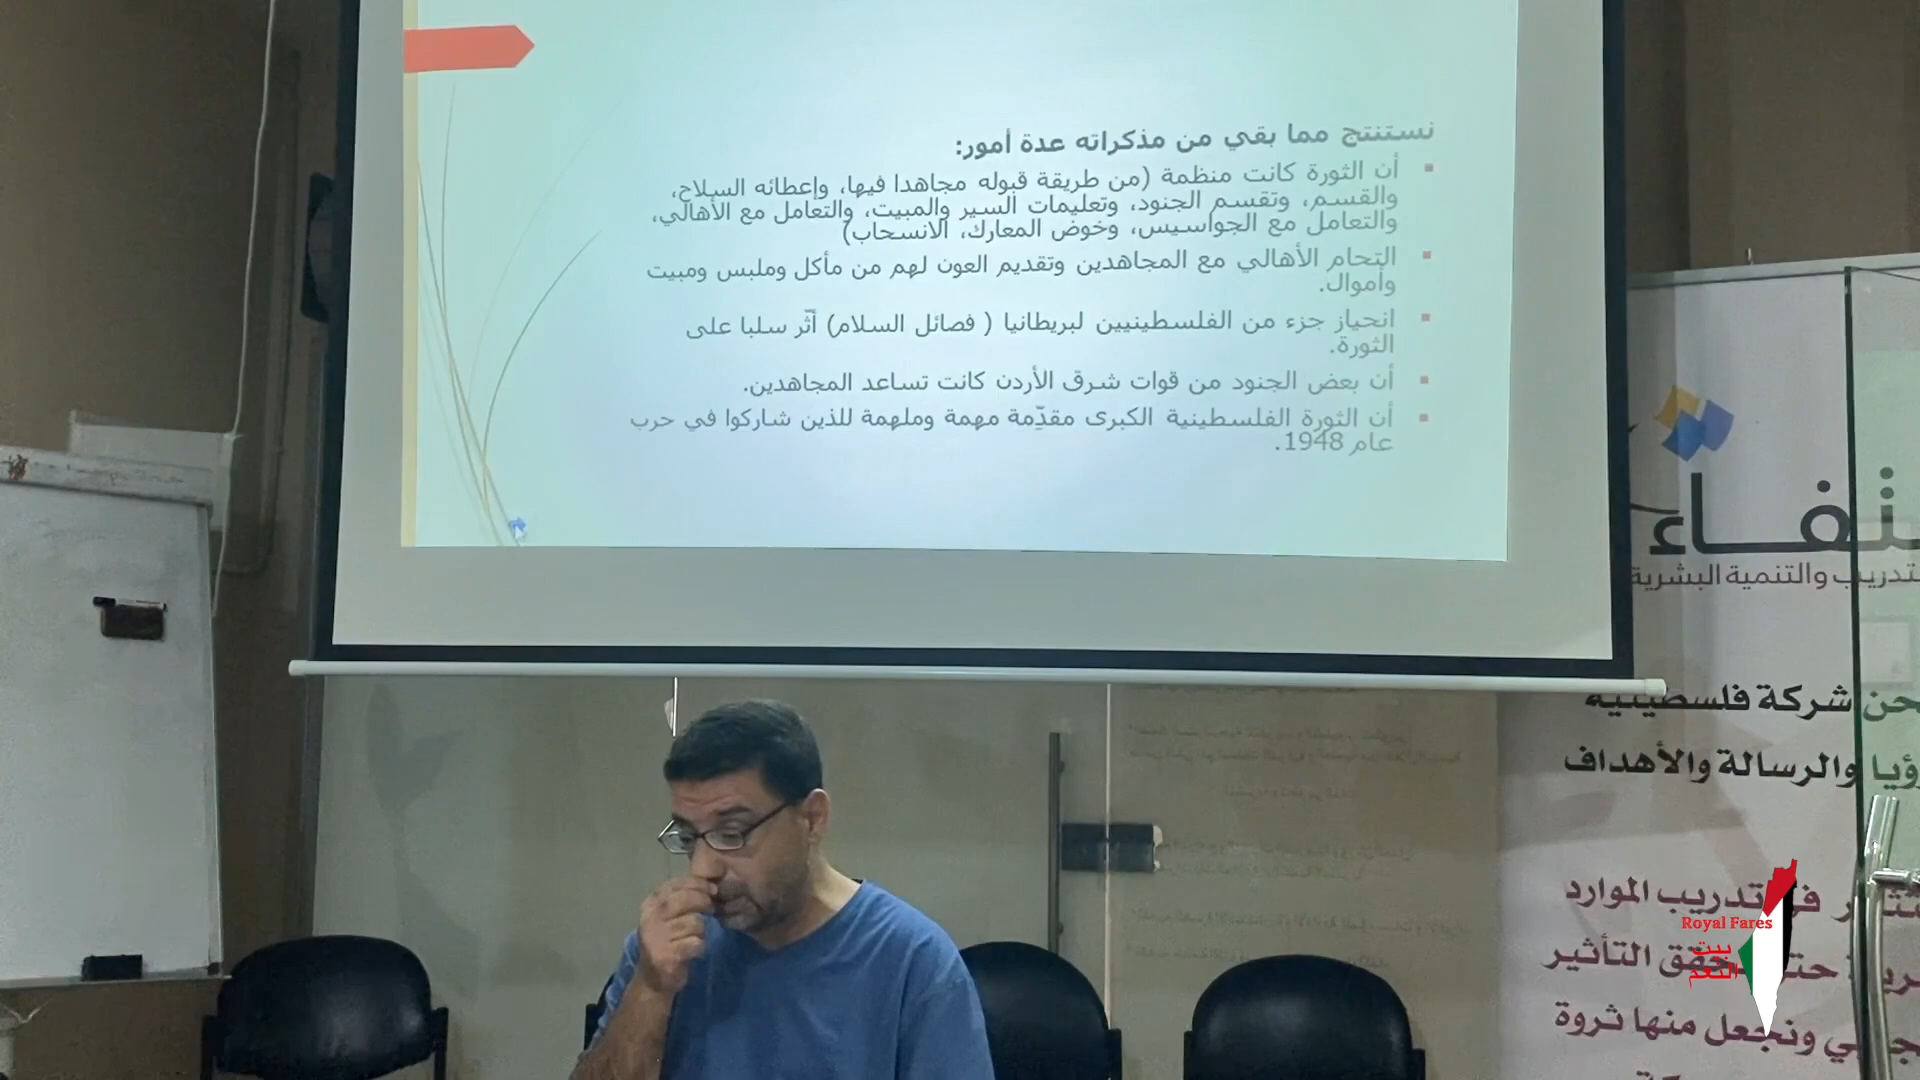 نستنتج مما بقي من مذكراته عدة أمور:
أن الثورة كانت منظمة (من طريقة قبوله مجاهدا فيها، وإعطائه السلاح،
والقسم، وتقسم الجنود، وتعليمات السير والمبيت، والتعامل مع الأهالي،
والتعامل مع الجواسيس، وخوض المعارك، الانسحاب)
التحام الأهالي مع المجاهدين وتقديم العون لهم من مأكل وملبس ومبيت
وأموال.
انحياز جزء من الفلسطينيين لبريطانيا ( فصائل السلام) أثّر سلبا على
الثورة.
أن بعض الجنود من قوات شرق الأردن كانت تساعد المجاهدين.
أن الثورة الفلسطينية الكبرى مقدِّمة مهمة وملهمة للذين شاركوا في حرب
عام 1948.
تفاء
والتنمية البشرية
شركة فلسطينية
والرسالة والأهداف
تدريب الموارد
التأثير
ونجعل منها ثروة
Royal Fares
بيت